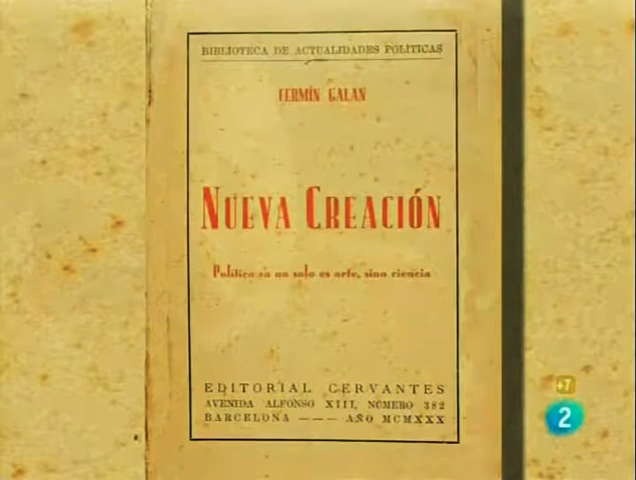 BIBLIOTECA DE ACTUALIDADES POLÍTICAS
FERMÍN GALAN
NUEVA CREACIÓN
Política ya no solo es arte, sino ciencia
EDITORIAL CERVANTES
AVENIDA ALFONSO XIII, NÚMERO 382
BARCELONA —— AÑO MCMXXX
+7
2